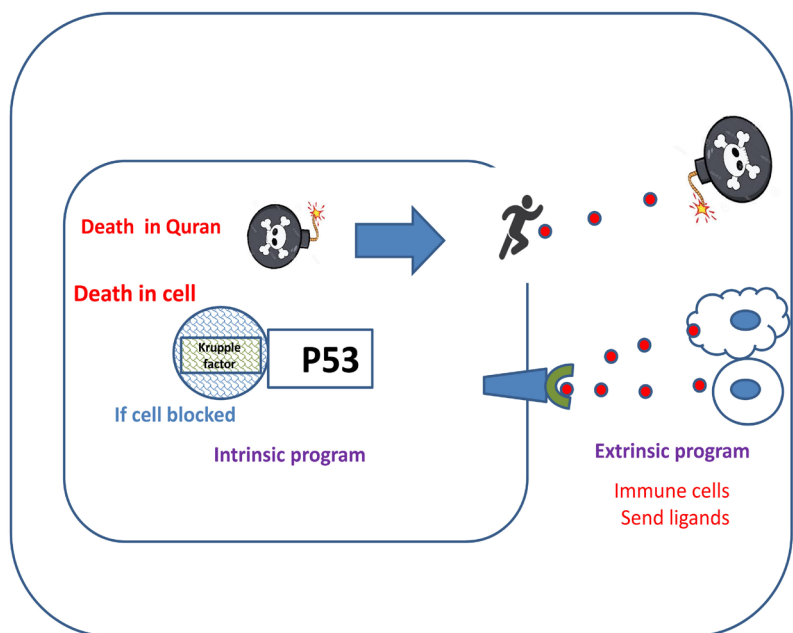 Death in Quran
Death in cell
Krupple
factor
P53
If cell blocked
Intrinsic program
Extrinsic program
Immune cells
Send ligands